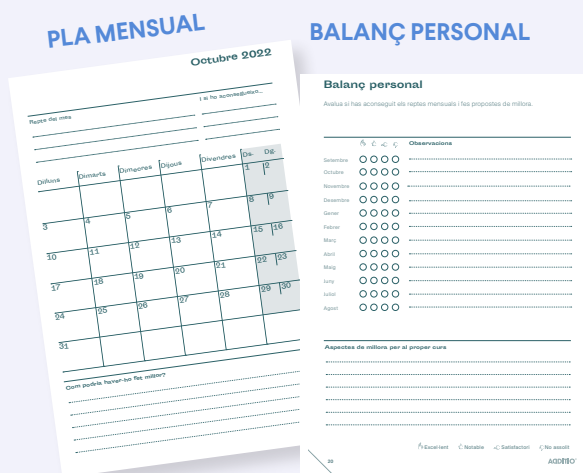 PLA MENSUAL
Octubre 2022
Repte del mes
I si ho aconsegueixo...
Dilluns Dimarts Dimecres Dijous Divendres Ds. Dg.
1 2
3 4 5 6 7 8 9
10 11 12 13 14 15 16
17 18 19 20 21 22 23
24 25 26 27 28 29 30
31
Com podria haver-ho fet millor?
BALANÇ PERSONAL
Balanç personal
Avalua si has aconseguit els reptes mensuals i fes propostes de millora.
Observacions
Setembre
Octubre
Novembre
Desembre
Gener
Febrer
Març
Abril
Maig
Juny
Juliol
Agost
Aspectes de millora per al proper curs
Excel·lent Notable Satisfactori No assolit
20